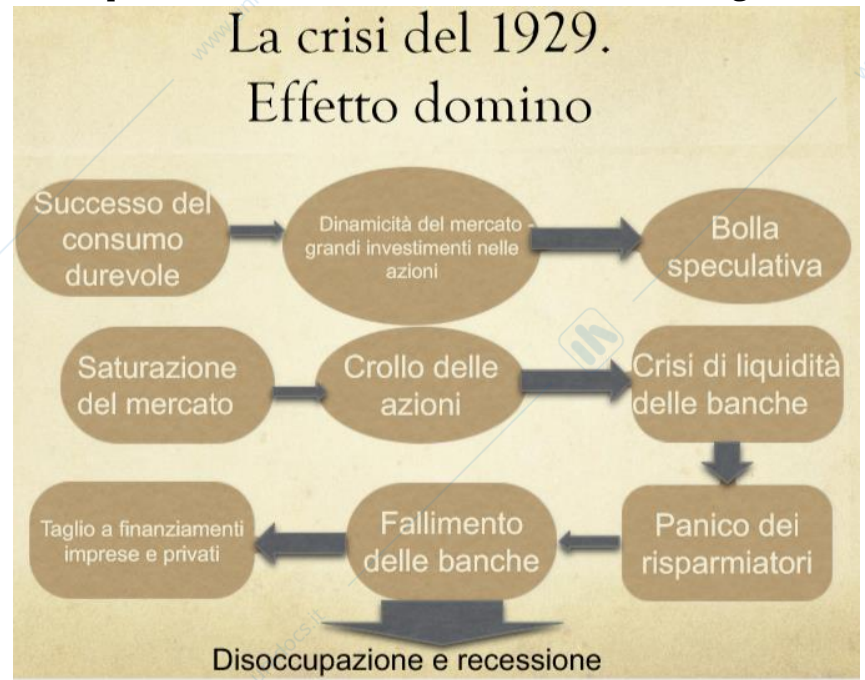 La crisi del 1929.
Effetto domino
Successo del
consumo
durevole
Dinamicità del mercato -
grandi investimenti nelle
azioni
Bolla
speculativa
Saturazione
del mercato
Crollo delle
azioni
Crisi di liquidità
delle banche
Taglio a finanziamenti
imprese e privati
Fallimento
delle banche
Panico dei
risparmiatori
Disoccupazione e recessione